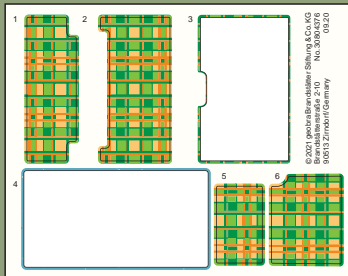 1
2
3
© 2021 geobra Brandstätter Stiftung & Co. KG
Brandstätterstraße 2-10 No. 30804376
90513 Zirndorf/Germany 09.20
4
5
6